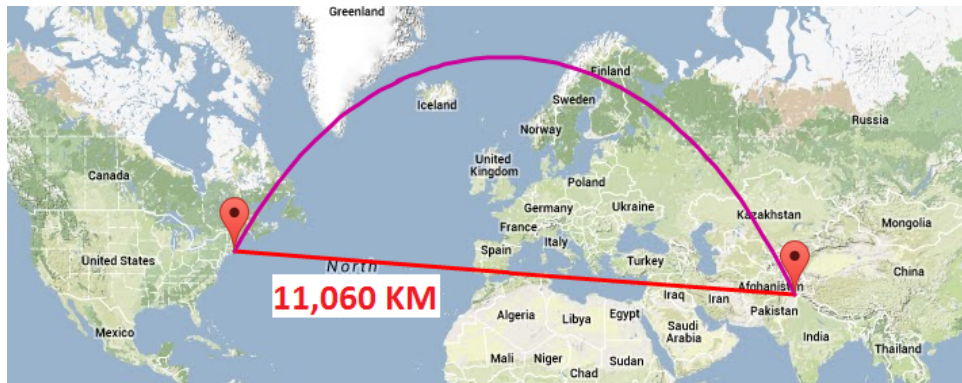 Greenland
Iceland
Finland
Sweden
Norway
Russia
Canada
United
Kingdom
Poland
Germany
Ukraine
Kazakhstan
Mongolia
France
Italy
Spain
Turkey
United States
China
North
11,060 KM
Afghanistan
Iraq
Iran
Pakistan
Algeria
Libya
Egypt
Saudi
Arabia
India
Mexico
Thailand
Mali
Niger
Sudan
Chad